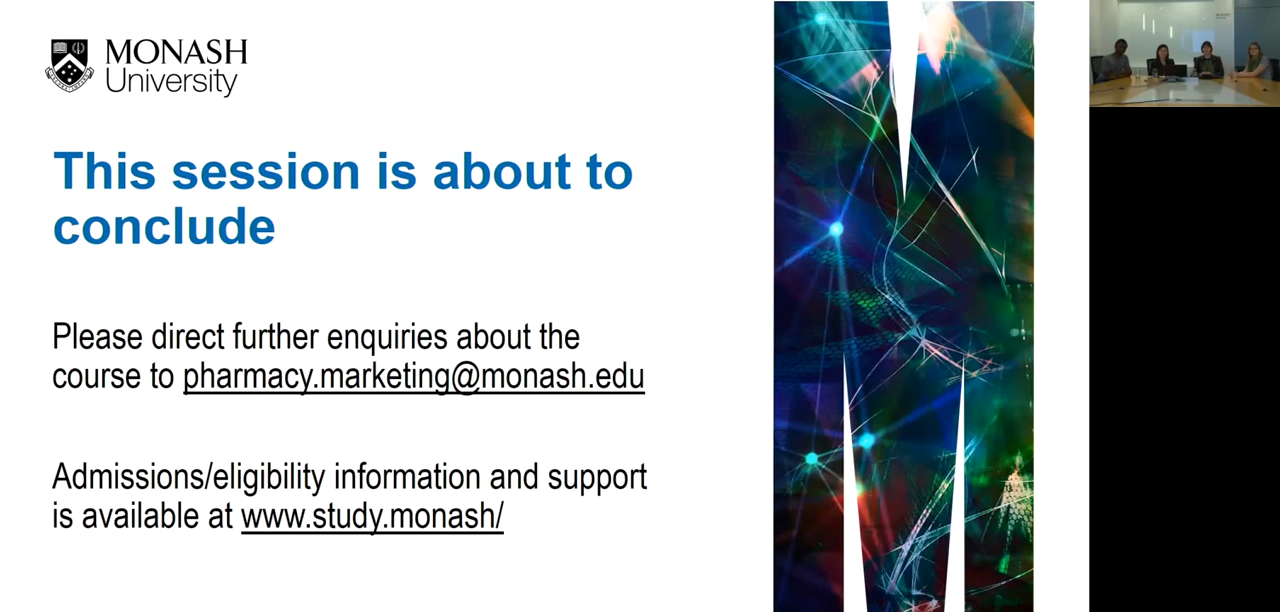 MONASH
University
This session is about to
conclude
Please direct further enquiries about the
course to pharmacy.marketing@monash.edu
Admissions/eligibility information and support
is available at www.study.monash/